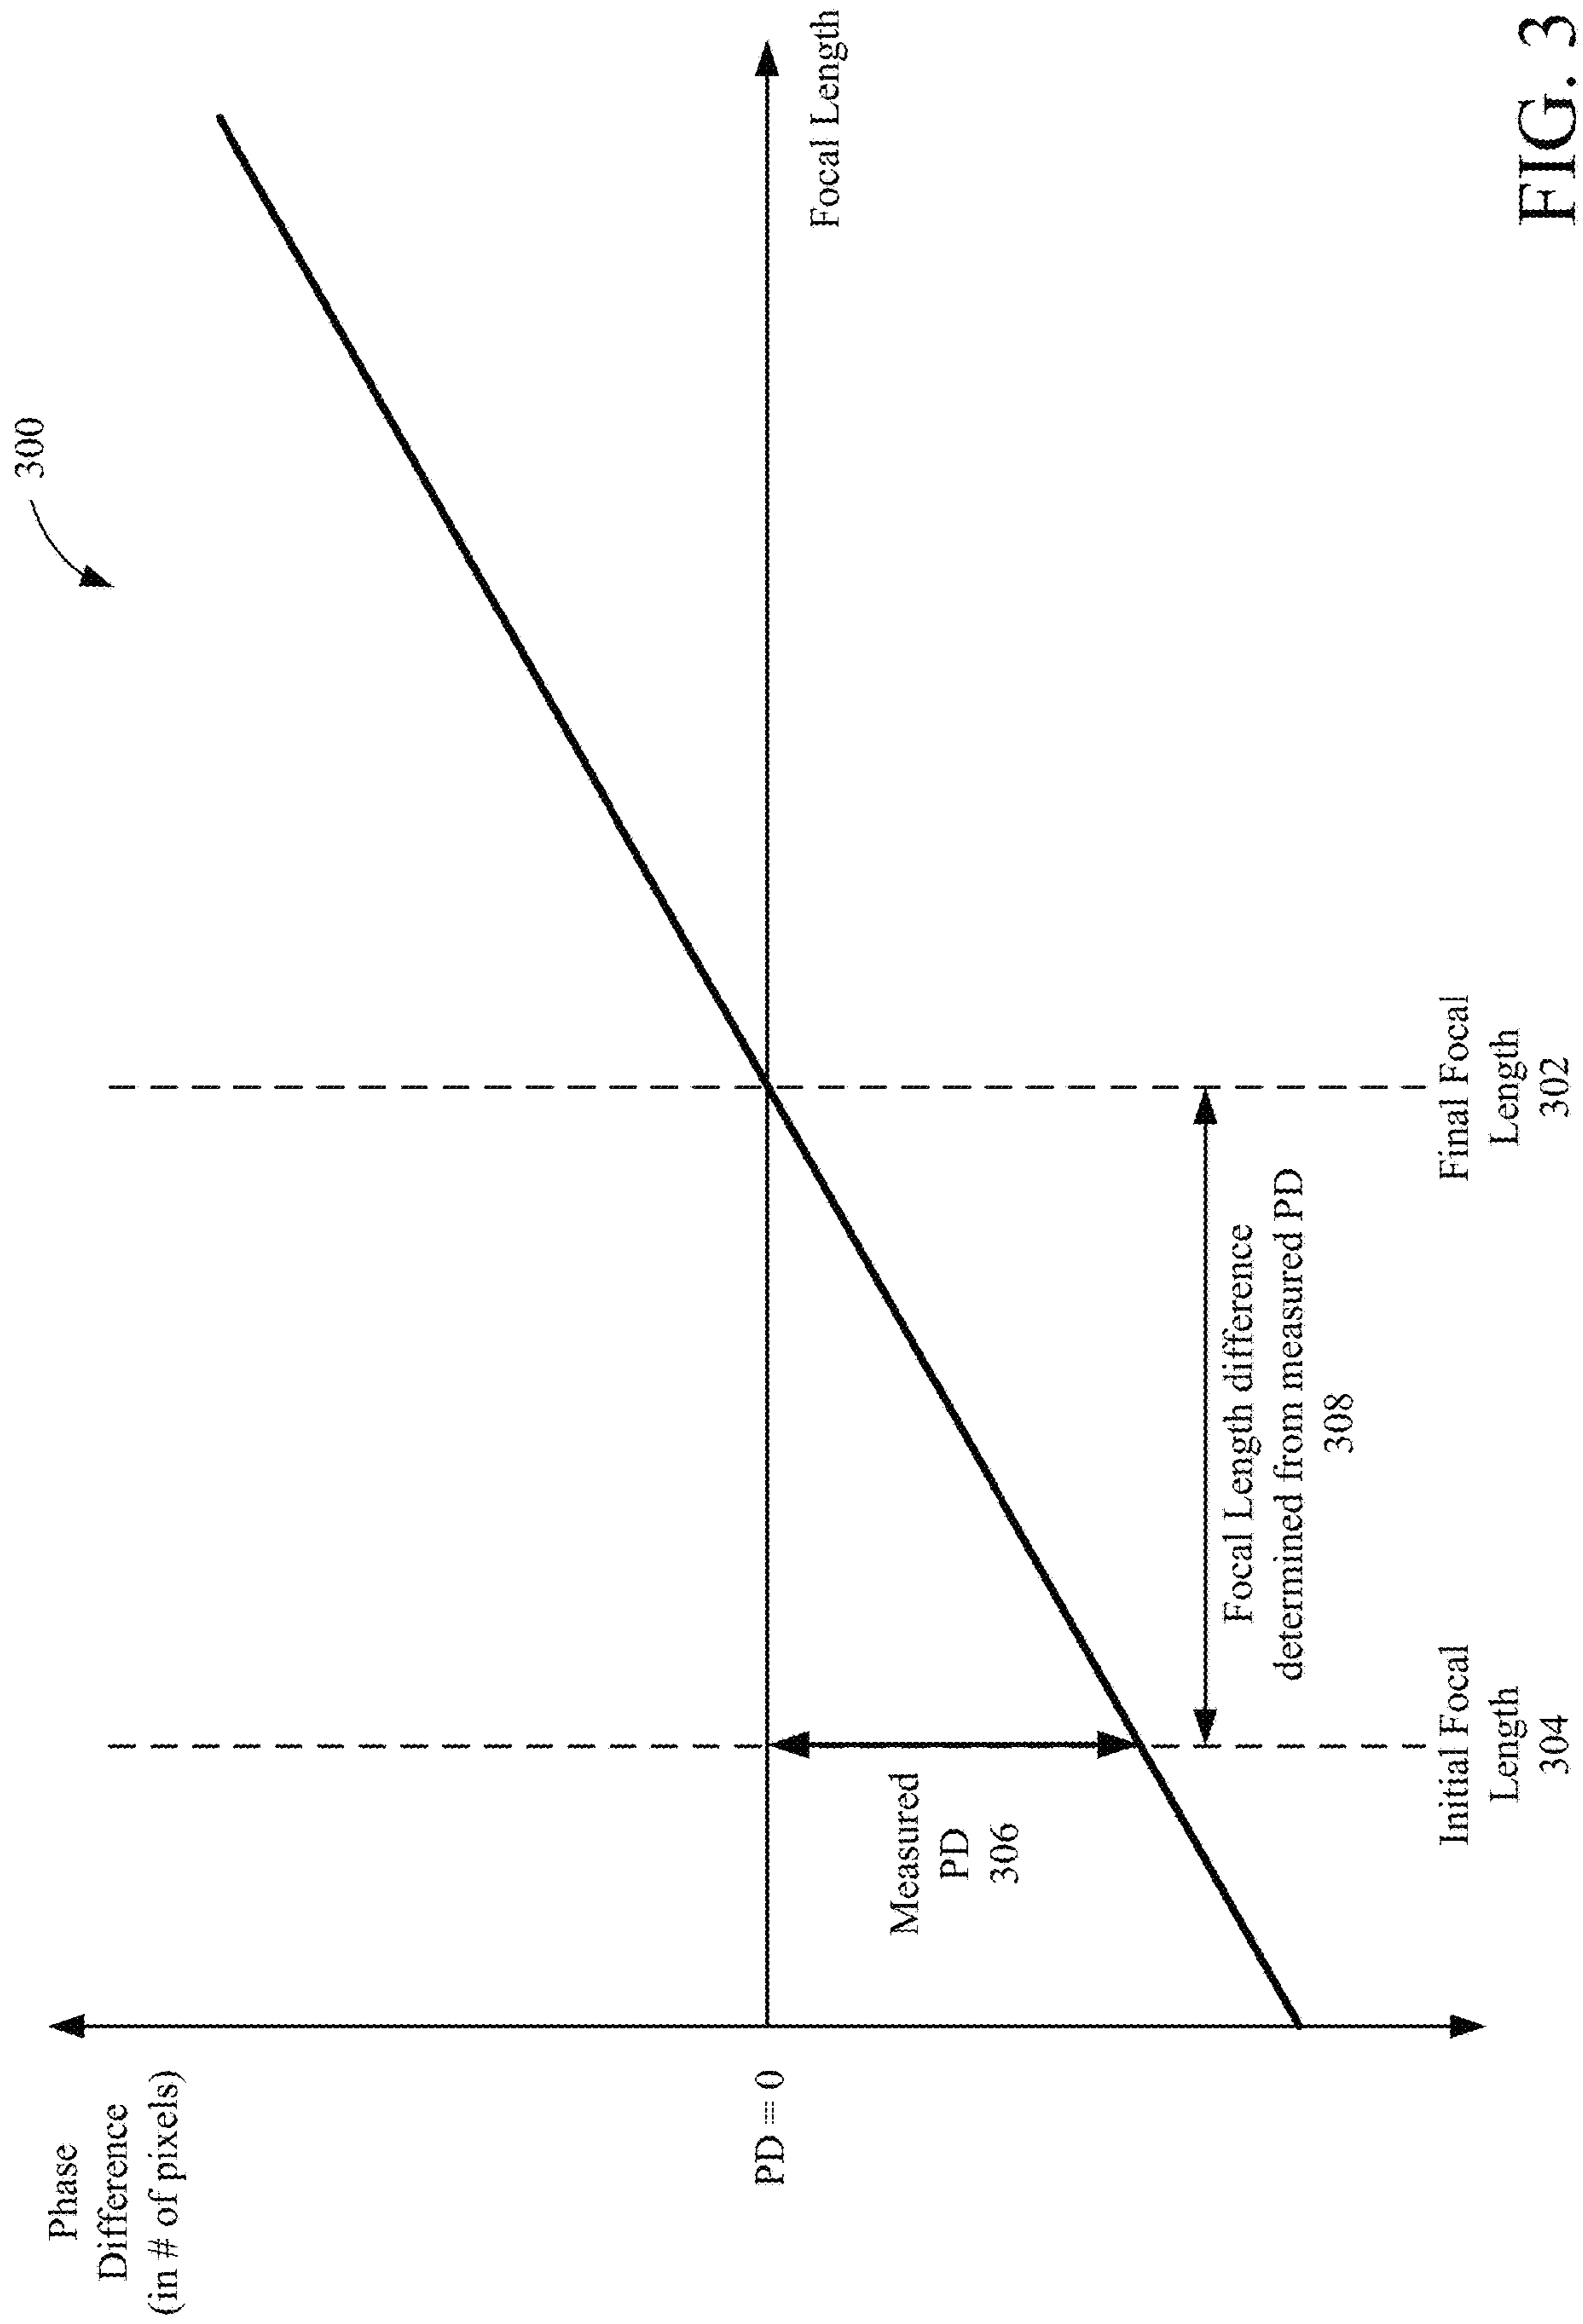 300
Phase
Difference
(in # of pixels)
PD = 0
Focal Length
Measured
PD
306
Focal Length difference
determined from measured PD
308
Initial Focal
Length
304
Final Focal
Length
302
FIG. 3